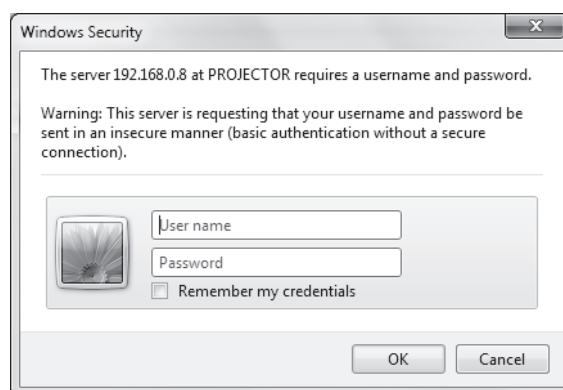 Windows Security
The server 192.168.0.8 at PROJECTOR requires a username and password.
Warning: This server is requesting that your username and password be
sent in an insecure manner (basic authentication without a secure
connection).
User name
Password
Remember my credentials
OK
Cancel